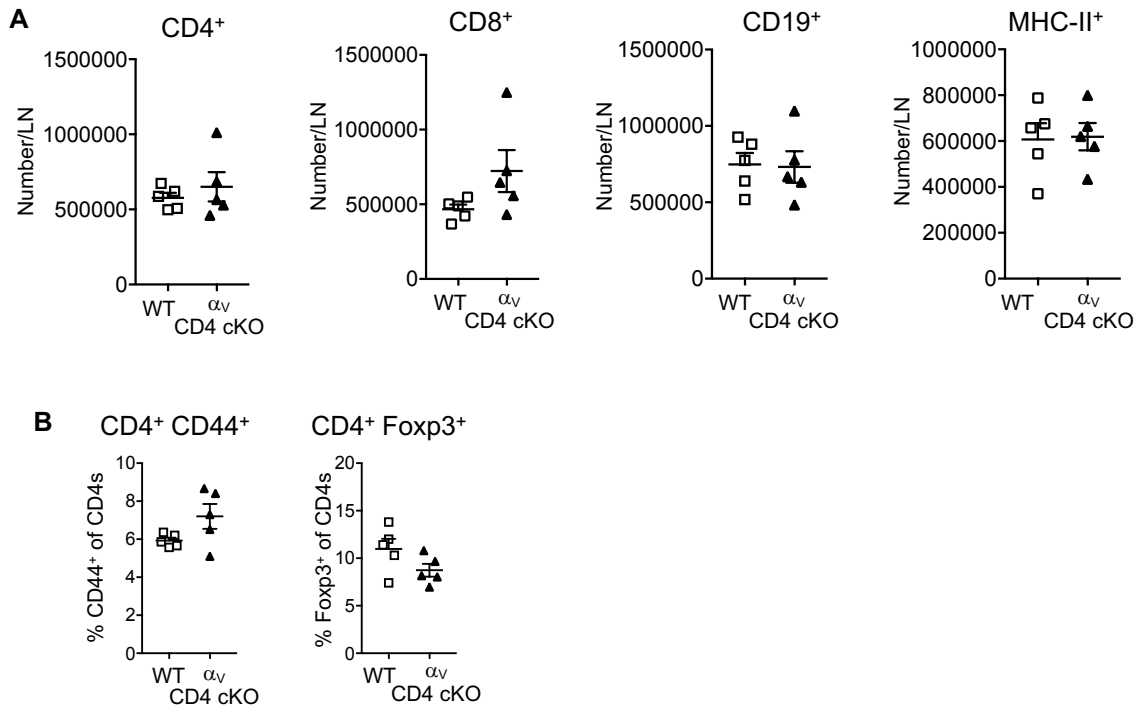 A
CD4⁺
Number/LN
1500000
1000000
500000
0
WT
αV
CD4 cKO
CD8⁺
Number/LN
1500000
1000000
500000
0
WT
αV
CD4 cKO
CD19⁺
Number/LN
1500000
1000000
500000
0
WT
αV
CD4 cKO
MHC-II⁺
Number/LN
1000000
800000
600000
400000
200000
0
WT
αV
CD4 cKO
B
CD4⁺ CD44⁺
% CD44⁺ of CD4s
10
8
6
4
2
0
WT
αV
CD4 cKO
CD4⁺ Foxp3⁺
% Foxp3⁺ of CD4s
20
15
10
5
0
WT
αV
CD4 cKO